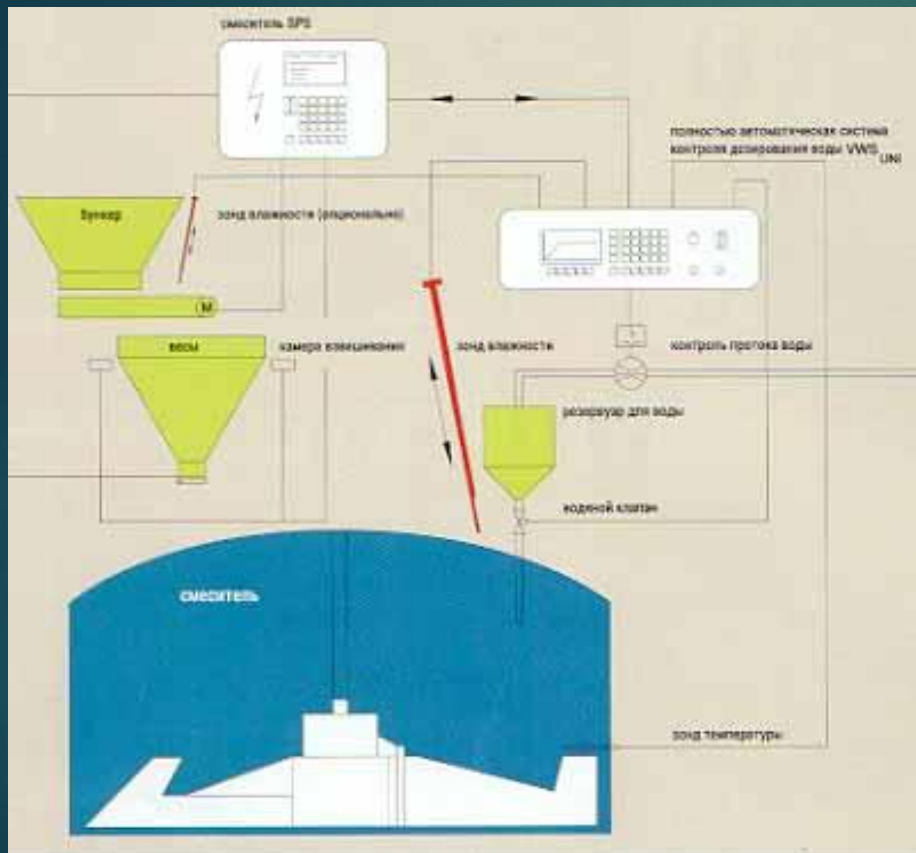 смеситель SPS
полностью автоматическая система
контроля дозирования воды VWS UNI
бункер
зонд влажности (опционально)
M
весы
камера взвешивания
зонд влажности
контроль протока воды
резервуар для воды
водяной клапан
смеситель
зонд температуры